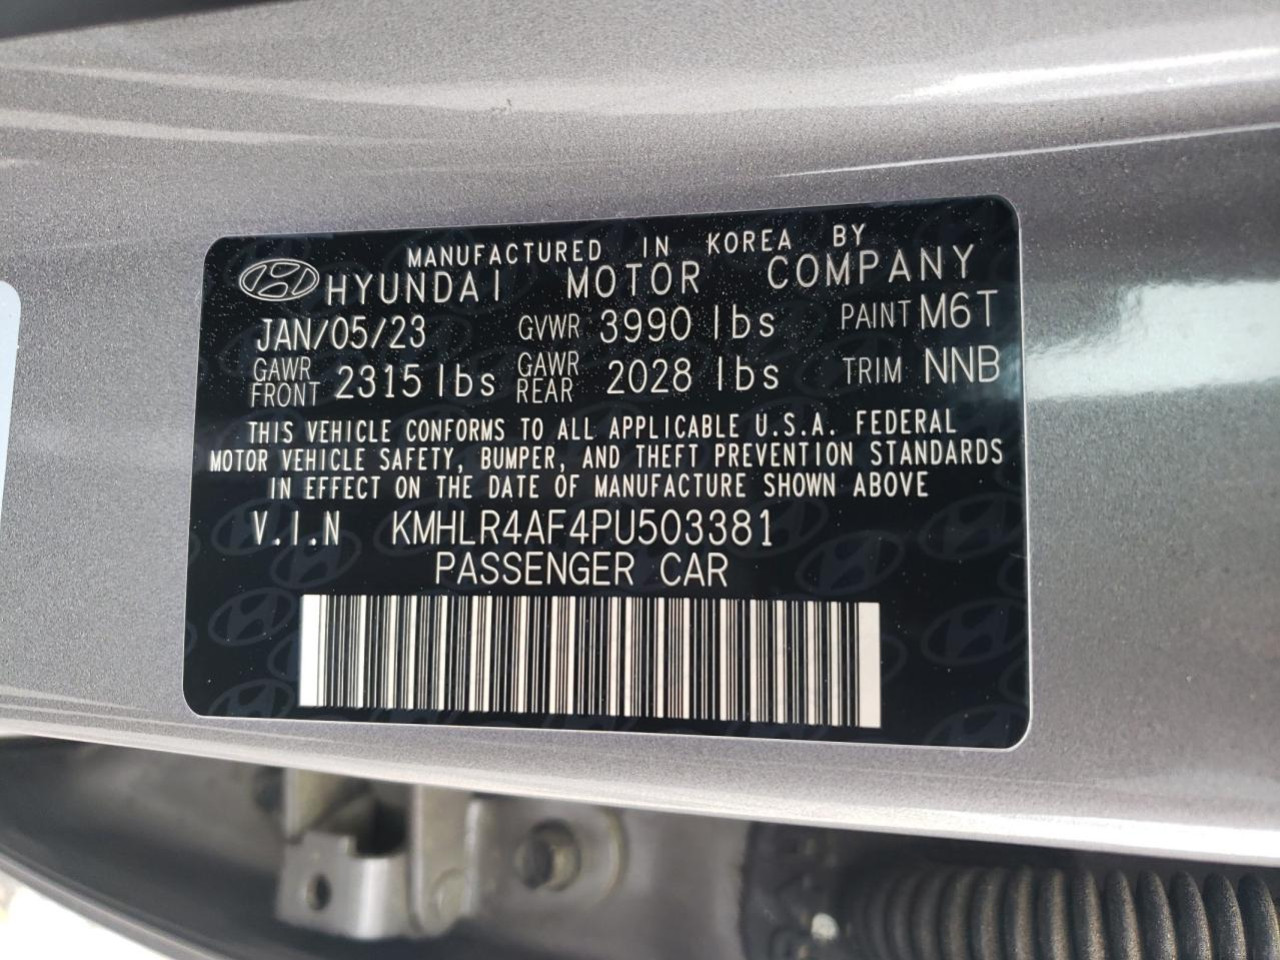 MANUFACTURED IN KOREA BY
HYUNDAI MOTOR COMPANY
JAN/05/23 GVWR 3990 lbs PAINT M6T
GAWR FRONT 2315 lbs GAWR REAR 2028 lbs TRIM NNB
THIS VEHICLE CONFORMS TO ALL APPLICABLE U.S.A. FEDERAL
MOTOR VEHICLE SAFETY, BUMPER, AND THEFT PREVENTION STANDARDS
IN EFFECT ON THE DATE OF MANUFACTURE SHOWN ABOVE
V.I.N KMHLR4AF4PU503381
PASSENGER CAR